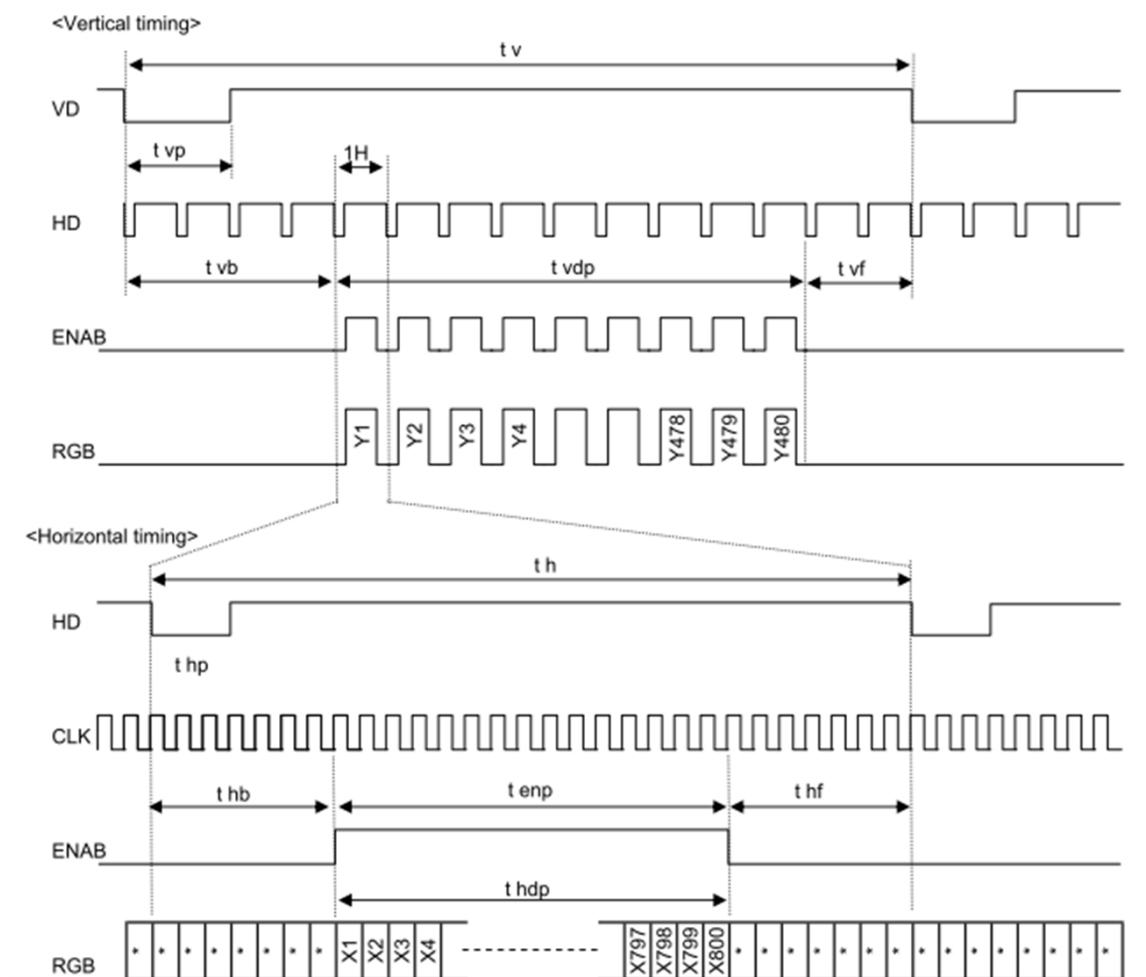 <Vertical timing>
t v
VD
t vp
1H
HD
t vb
t vdp
t vf
ENAB
Y1 Y2 Y3 Y4 Y478 Y479 Y480
RGB
<Horizontal timing>
t h
HD
t hp
CLK
t hb
t enp
t hf
ENAB
t hdp
* * * * * * * * X1 X2 X3 X4 X797 X798 X799 X800 * * * * * * * * * * * * * * *
RGB